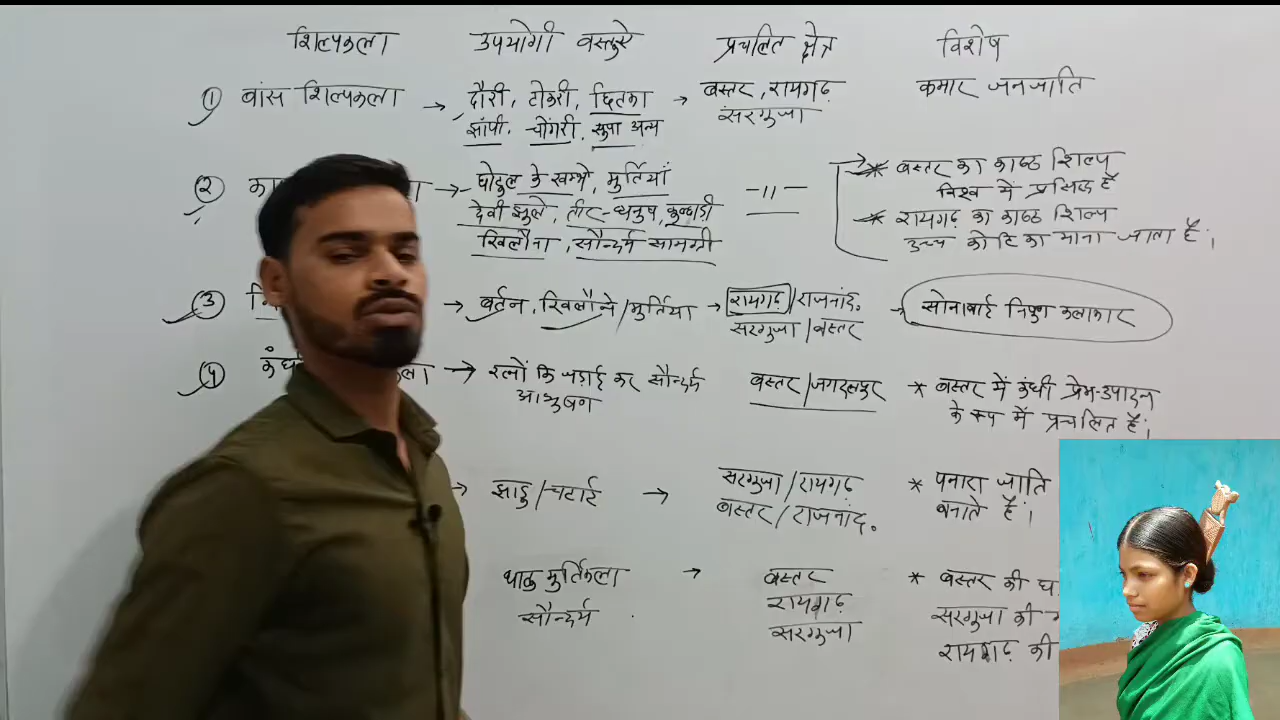 शिल्पकला उपयोगी वस्तुएे प्रचलित क्षेत्र विशेष
① बांस शिल्पकला → दौरी, टोकरी, छितका → बस्तर, रायगढ़ कमार जनजाति
झांपी, चोंगरी, सुपा अन्य सरगुजा
② का ा → घोटुल के खम्भे, मुर्तियाँ -॥- * बस्तर का काष्ठ शिल्प
देवी झुले, तीर-धनुष, कुल्हाड़ी विश्व में प्रसिद्ध है
खिलौना, सौन्दर्य सामग्री * रायगढ़ का काष्ठ शिल्प
उच्च कोटि का माना जाता है।
③ → बर्तन, खिलौने/मुर्तिया → रायगढ़/राजनांद. → सोनाबाई निपुण कलाकार
सरगुजा/बस्तर
④ कंघ ला → रत्नों कि जड़ाई कर सौन्दर्य बस्तर/जगदलपुर * बस्तर में कंघी प्रेम-उपादन
आभुषण के रूप में प्रचलित है।
→ झाडु/चटाई → सरगुजा/रायगढ़ * पनारा जाति
बस्तर/राजनांद. बनाते है।
धातु मुर्तिकला → बस्तर * बस्तर की घ
सौन्दर्य रायगढ़ सरगुजा की
सरगुजा रायगढ़ की